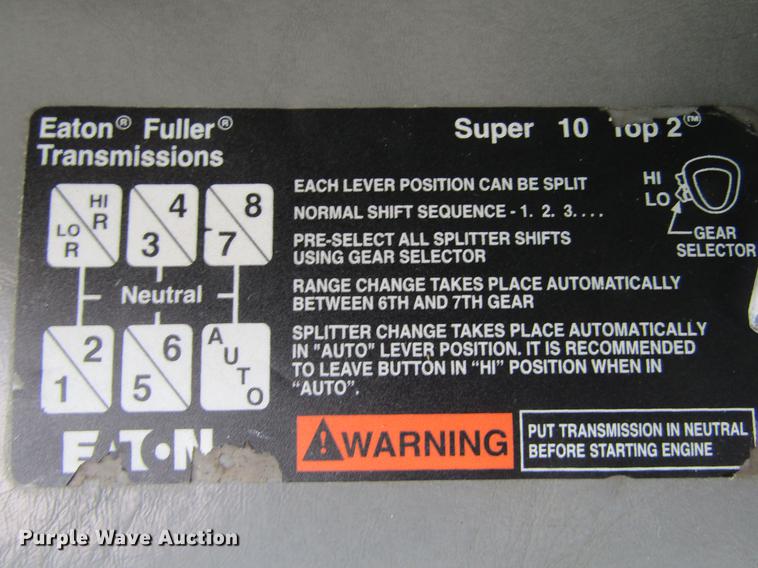 Eaton® Fuller®
Transmissions
Super 10 Top 2™
HI
R
LO
R
4
3
8
7
Neutral
2
1
6
5
AUTO
EATON
EACH LEVER POSITION CAN BE SPLIT
NORMAL SHIFT SEQUENCE - 1. 2. 3. . . .
PRE-SELECT ALL SPLITTER SHIFTS
USING GEAR SELECTOR
HI
LO
GEAR
SELECTOR
RANGE CHANGE TAKES PLACE AUTOMATICALLY
BETWEEN 6TH AND 7TH GEAR
SPLITTER CHANGE TAKES PLACE AUTOMATICALLY
IN "AUTO" LEVER POSITION. IT IS RECOMMENDED
TO LEAVE BUTTON IN “HI” POSITION WHEN IN
“AUTO”.
WARNING
PUT TRANSMISSION IN NEUTRAL
BEFORE STARTING ENGINE
Purple Wave Auction